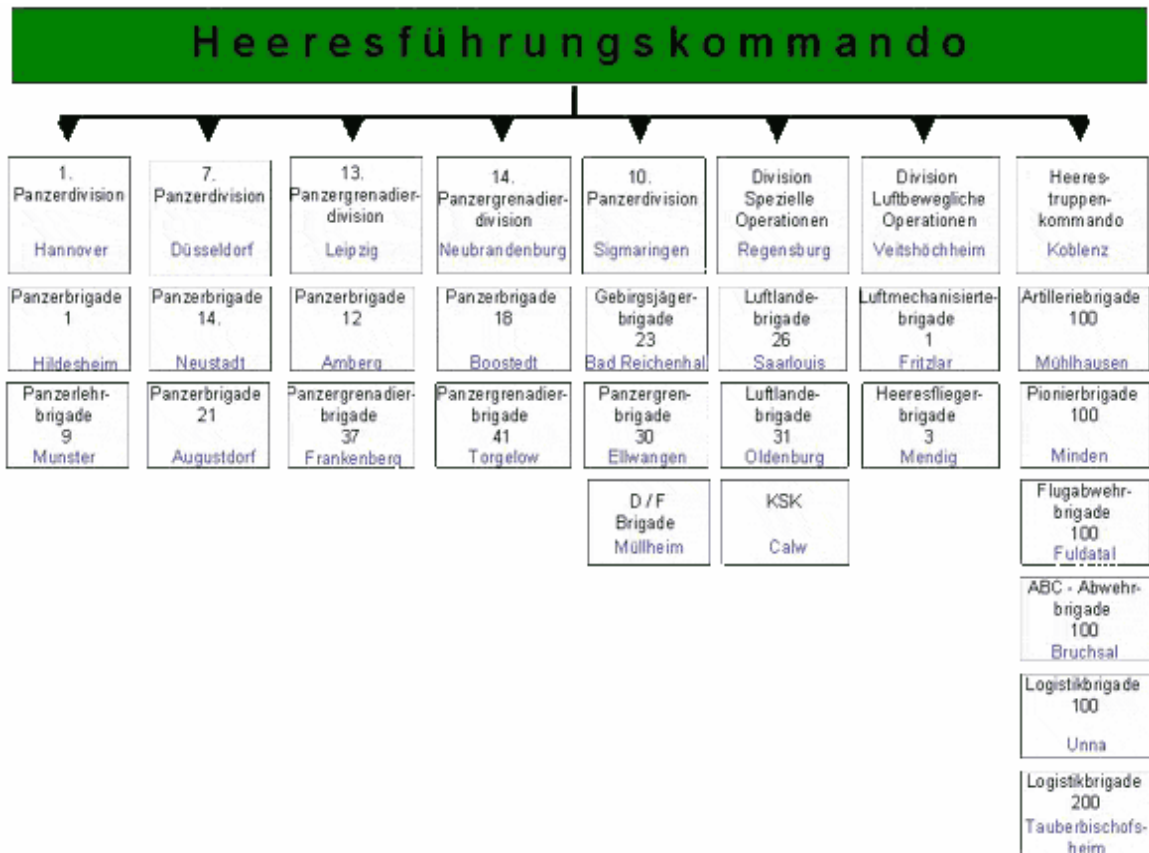 Heeresführungskommando
1.
Panzerdivision
Hannover
7.
Panzerdivision
Düsseldorf
13.
Panzergrenadier-
division
Leipzig
14.
Panzergrenadier-
division
Neubrandenburg
10.
Panzerdivision
Sigmaringen
Division
Spezielle
Operationen
Regensburg
Division
Luftbewegliche
Operationen
Veitshöchheim
Heeres-
truppen-
kommando
Koblenz
Panzerbrigade
1
Hildesheim
Panzerbrigade
14.
Neustadt
Panzerbrigade
12
Amberg
Panzerbrigade
18
Boostedt
Gebirgsjäger-
brigade
23
Bad Reichenhal
Luftlande-
brigade
26
Saarlouis
Luftmechanisierte-
brigade
1
Fritzlar
Artilleriebrigade
100
Mühlhausen
Panzerlehr-
brigade
9
Munster
Panzerbrigade
21
Augustdorf
Panzergrenadier-
brigade
37
Frankenberg
Panzergrenadier-
brigade
41
Torgelow
Panzergren-
brigade
30
Ellwangen
Luftlande-
brigade
31
Oldenburg
Heeresflieger-
brigade
3
Mendig
Pionierbrigade
100
Minden
D / F
Brigade
Müllheim
KSK
Calw
Flugabwehr-
brigade
100
Fuldatal
ABC - Abwehr-
brigade
100
Bruchsal
Logistikbrigade
100
Unna
Logistikbrigade
200
Tauberbischofs-
heim